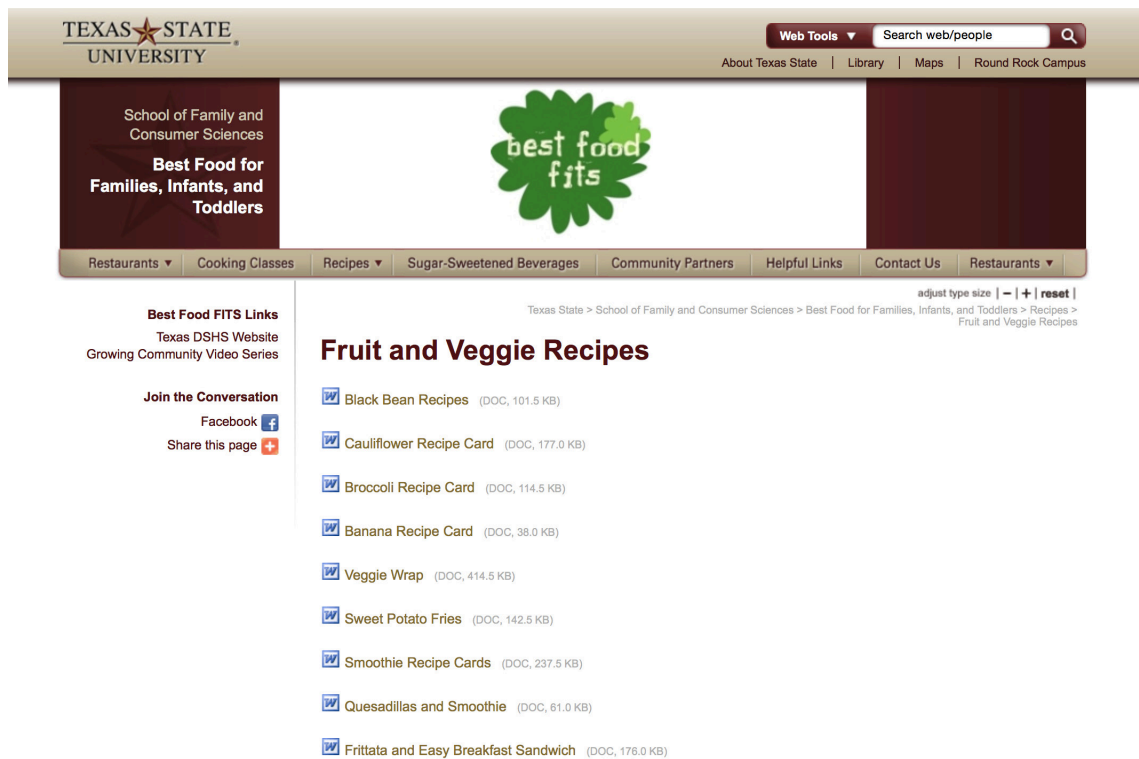 TEXAS STATE
UNIVERSITY
®
Web Tools ▼
Search web/people
About Texas State | Library | Maps | Round Rock Campus
School of Family and
Consumer Sciences
Best Food for
Families, Infants, and
Toddlers
best food
fits
Restaurants ▼ Cooking Classes Recipes ▼ Sugar-Sweetened Beverages Community Partners Helpful Links Contact Us Restaurants ▼
adjust type size | − | + | reset |
Texas State > School of Family and Consumer Sciences > Best Food for Families, Infants, and Toddlers > Recipes >
Fruit and Veggie Recipes
Best Food FITS Links
Texas DSHS Website
Growing Community Video Series
Join the Conversation
Facebook f
Share this page +
Fruit and Veggie Recipes
W Black Bean Recipes (DOC, 101.5 KB)
W Cauliflower Recipe Card (DOC, 177.0 KB)
W Broccoli Recipe Card (DOC, 114.5 KB)
W Banana Recipe Card (DOC, 38.0 KB)
W Veggie Wrap (DOC, 414.5 KB)
W Sweet Potato Fries (DOC, 142.5 KB)
W Smoothie Recipe Cards (DOC, 237.5 KB)
W Quesadillas and Smoothie (DOC, 61.0 KB)
W Frittata and Easy Breakfast Sandwich (DOC, 176.0 KB)